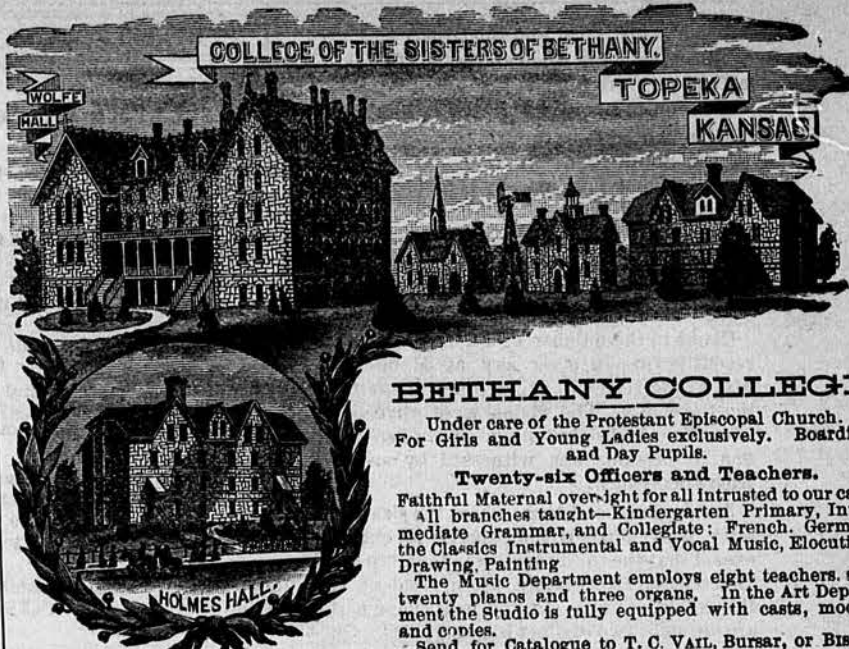 COLLEGE OF THE SISTERS OF BETHANY.
TOPEKA
KANSAS
WOLFE
HALL
HOLMES HALL.
BETHANY COLLEG
Under care of the Protestant Episcopal Church.
For Girls and Young Ladies exclusively. Boardi
and Day Pupils.
Twenty-six Officers and Teachers.
Faithful Maternal oversight for all intrusted to our ca
All branches taught—Kindergarten Primary, In
mediate Grammar, and Collegiate: French. Germ
the Classics Instrumental and Vocal Music, Elocuti
Drawing, Painting
The Music Department employs eight teachers.
twenty pianos and three organs. In the Art Dep
ment the Studio is fully equipped with casts, mod
and copies.
Send for Catalogue to T. C. VAIL, Bursar, or BIS